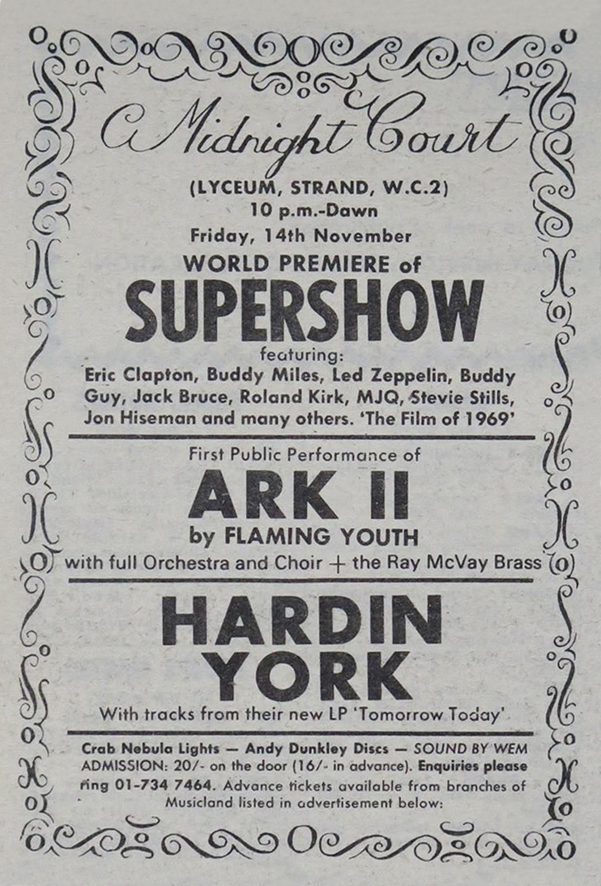 A Midnight Court
(LYCEUM, STRAND, W.C.2)
10 p.m.-Dawn
Friday, 14th November
WORLD PREMIERE of
SUPERSHOW
featuring:
Eric Clapton, Buddy Miles, Led Zeppelin, Buddy
Guy, Jack Bruce, Roland Kirk, MJQ, Stevie Stills,
Jon Hiseman and many others. 'The Film of 1969'
First Public Performance of
ARK II
by FLAMING YOUTH
with full Orchestra and Choir + the Ray McVay Brass
HARDIN
YORK
With tracks from their new LP 'Tomorrow Today'
Crab Nebula Lights — Andy Dunkley Discs — SOUND BY WEM
ADMISSION: 20/- on the door (16/- in advance). Enquiries please
ring 01-734 7464. Advance tickets available from branches of
Musicland listed in advertisement below: